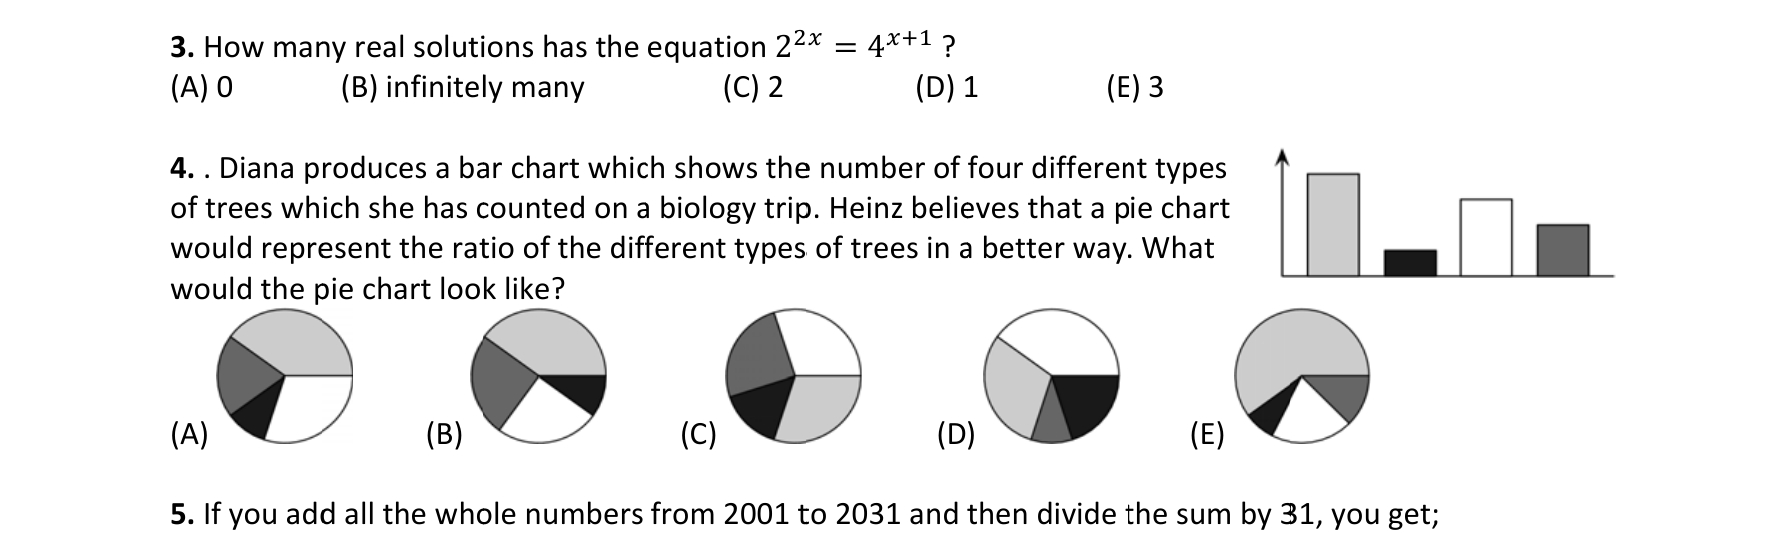 3. How many real solutions has the equation 2²ˣ = 4ˣ⁺¹ ?
(A) 0 (B) infinitely many (C) 2 (D) 1 (E) 3
4. . Diana produces a bar chart which shows the number of four different types
of trees which she has counted on a biology trip. Heinz believes that a pie chart
would represent the ratio of the different types of trees in a better way. What
would the pie chart look like?
(A) (B) (C) (D) (E)
5. If you add all the whole numbers from 2001 to 2031 and then divide the sum by 31, you get;